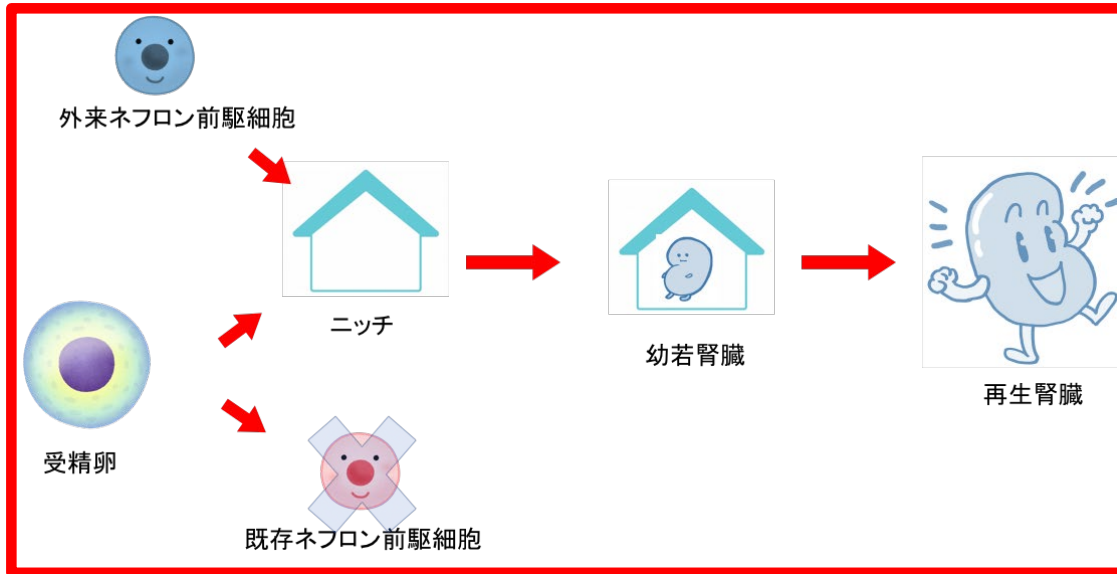 外来ネフロン前駆細胞
ニッチ
幼若腎臓
再生腎臓
受精卵
既存ネフロン前駆細胞